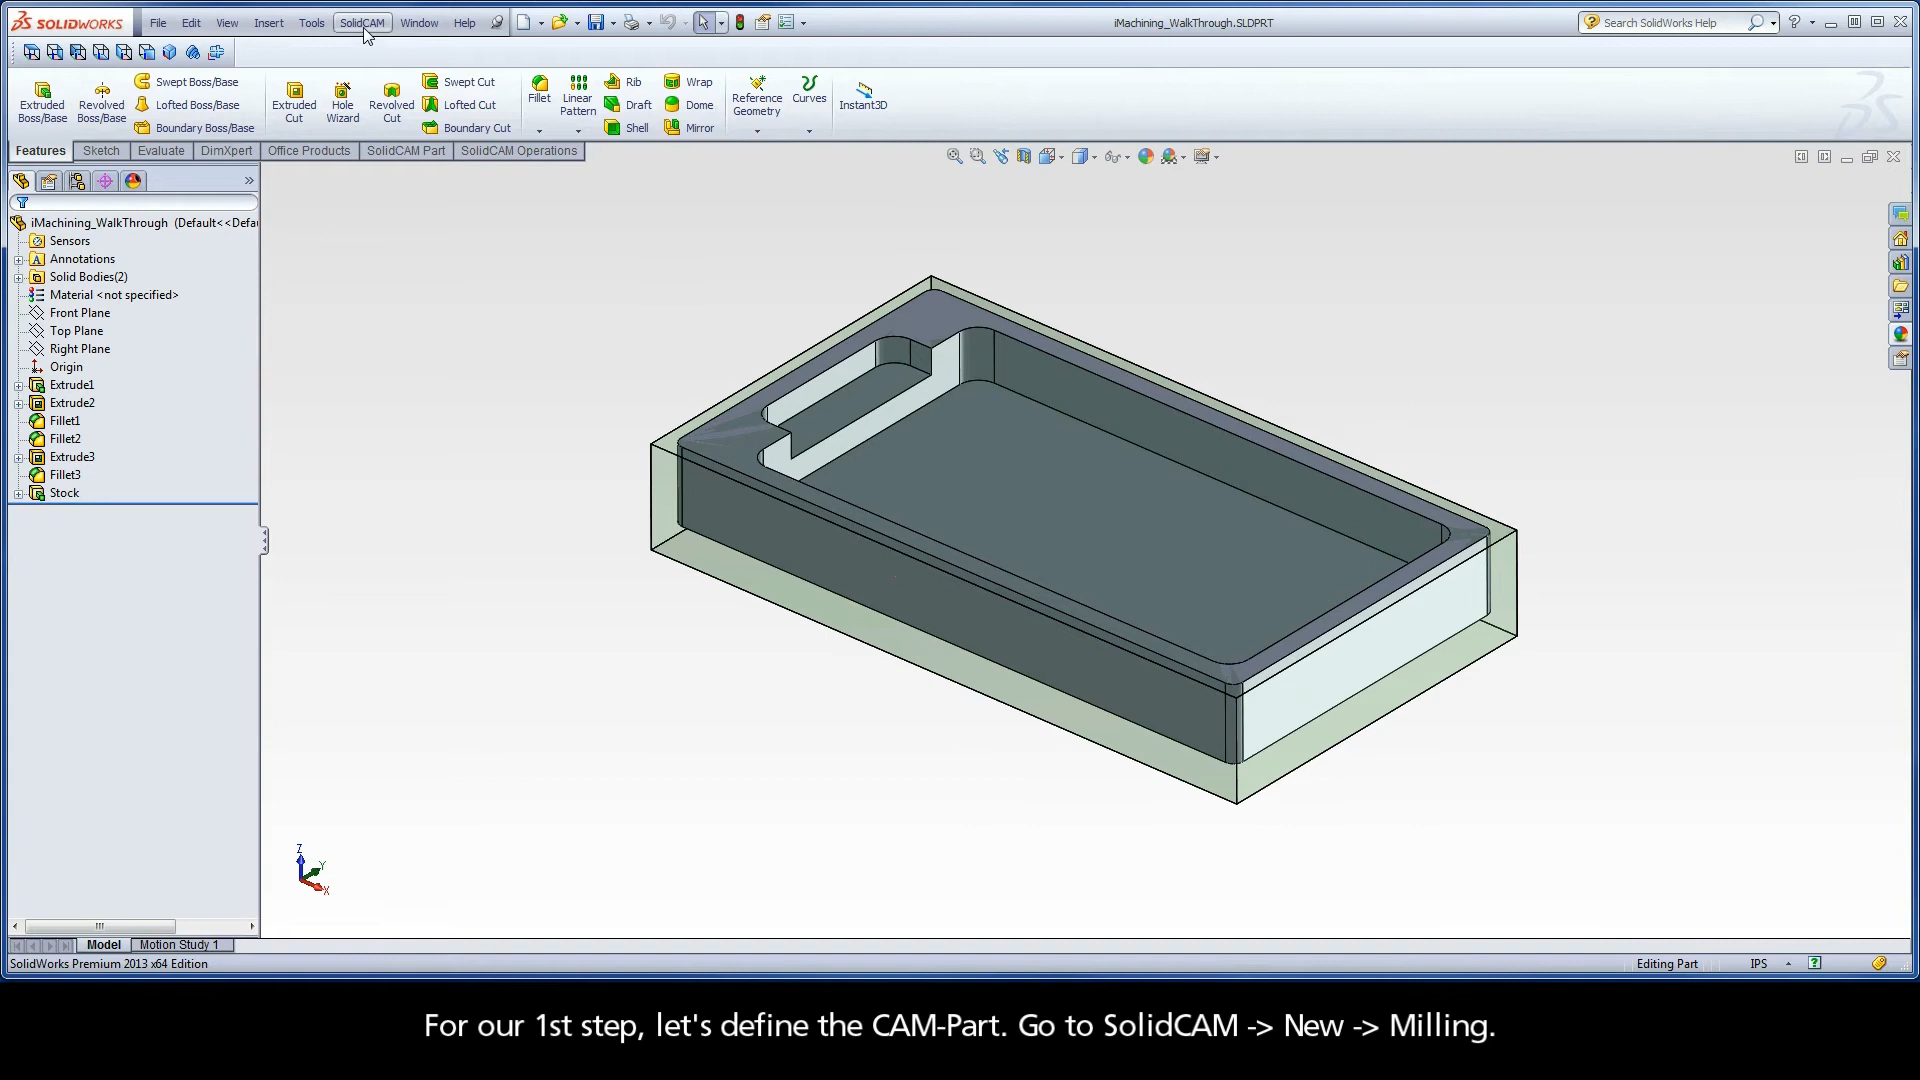 SOLIDWORKS File Edit View Insert Tools SolidCAM Window Help iMachining_WalkThrough.SLDPRT Search SolidWorks Help
Extruded Boss/Base
Revolved Boss/Base
Swept Boss/Base
Lofted Boss/Base
Boundary Boss/Base
Extruded Cut
Hole Wizard
Revolved Cut
Swept Cut
Lofted Cut
Boundary Cut
Fillet
Linear Pattern
Rib
Draft
Shell
Wrap
Dome
Mirror
Reference Geometry
Curves
Instant3D
Features Sketch Evaluate DimXpert Office Products SolidCAM Part SolidCAM Operations
iMachining_WalkThrough (Default<<Defau
Sensors
Annotations
Solid Bodies(2)
Material <not specified>
Front Plane
Top Plane
Right Plane
Origin
Extrude1
Extrude2
Fillet1
Fillet2
Extrude3
Fillet3
Stock
Z
Y
X
Model Motion Study 1
SolidWorks Premium 2013 x64 Edition Editing Part IPS
For our 1st step, let's define the CAM-Part. Go to SolidCAM -> New -> Milling.